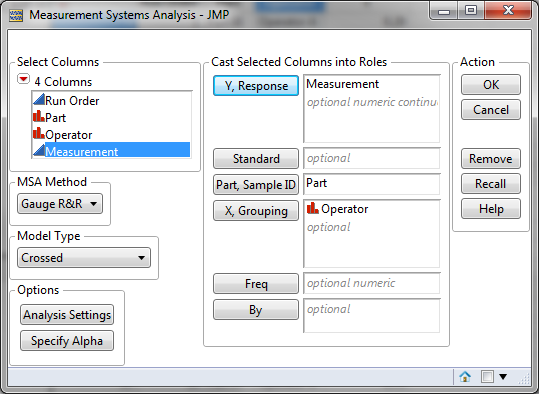 Measurement Systems Analysis - JMP
Select Columns
4 Columns
Run Order
Part
Operator
Measurement
MSA Method
Gauge R&R
Model Type
Crossed
Options
Analysis Settings
Specify Alpha
Cast Selected Columns into Roles
Y, Response
Measurement
optional numeric continu
Standard
optional
Part, Sample ID
Part
X, Grouping
Operator
optional
Freq
optional numeric
By
optional
Action
OK
Cancel
Remove
Recall
Help